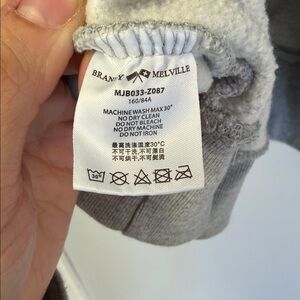 BRANDY MELVILLE
MJB033-Z087
160/84A
MACHINE WASH MAX30°
NO DRY CLEAN
DO NOT BLEACH
NO DRY MACHINE
DO NOT IRON
最高洗涤温度30°C
不可干洗,不可漂白
不可烘干,不可熨烫
30°